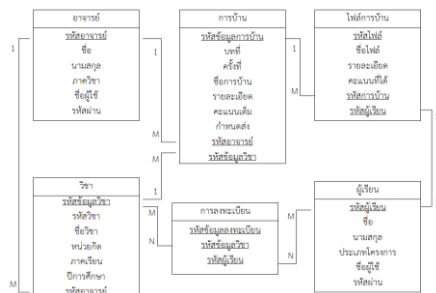 อาจารย์
รหัสอาจารย์
ชื่อ
นามสกุล
ภาควิชา
ชื่อผู้ใช้
รหัสผ่าน
การบ้าน
รหัสข้อมูลการบ้าน
บทที่
ครั้งที่
ชื่อการบ้าน
รายละเอียด
คะแนนเต็ม
กำหนดส่ง
รหัสอาจารย์
รหัสข้อมูลวิชา
ไฟล์การบ้าน
รหัสไฟล์
ชื่อไฟล์
รายละเอียด
คะแนนที่ได้
รหัสการบ้าน
รหัสผู้เรียน
1
1
M
M
1
M
วิชา
รหัสข้อมูลวิชา
รหัสวิชา
ชื่อวิชา
หน่วยกิต
ภาคเรียน
ปีการศึกษา
รหัสอาจารย์
M
1
M
N
การลงทะเบียน
รหัสข้อมูลลงทะเบียน
รหัสข้อมูลวิชา
รหัสผู้เรียน
M
N
ผู้เรียน
รหัสผู้เรียน
ชื่อ
นามสกุล
ประเภทโครงการ
ชื่อผู้ใช้
รหัสผ่าน